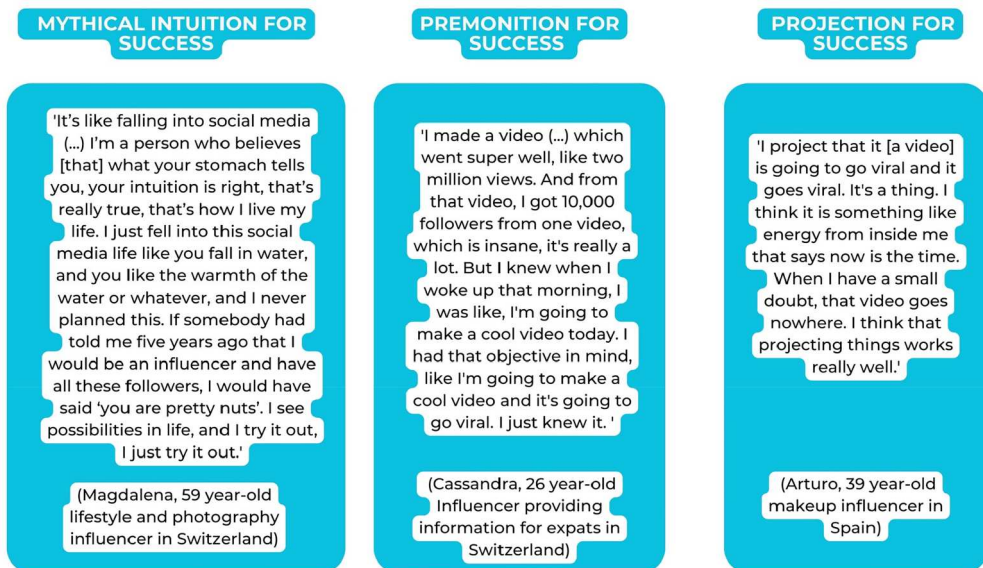 MYTHICAL INTUITION FOR
SUCCESS
'It's like falling into social media
(...) I'm a person who believes
[that] what your stomach tells
you, your intuition is right, that's
really true, that's how I live my
life. I just fell into this social
media life like you fall in water,
and you like the warmth of the
water or whatever, and I never
planned this. If somebody had
told me five years ago that I
would be an influencer and have
all these followers, I would have
said ‘you are pretty nuts’. I see
possibilities in life, and I try it out,
I just try it out.'
(Magdalena, 59 year-old
lifestyle and photography
influencer in Switzerland)
PREMONITION FOR
SUCCESS
'I made a video (...) which
went super well, like two
million views. And from
that video, I got 10,000
followers from one video,
which is insane, it's really a
lot. But I knew when I
woke up that morning, I
was like, I'm going to
make a cool video today. I
had that objective in mind,
like I'm going to make a
cool video and it's going to
go viral. I just knew it. '
(Cassandra, 26 year-old
Influencer providing
information for expats in
Switzerland)
PROJECTION FOR
SUCCESS
'I project that it [a video]
is going to go viral and it
goes viral. It's a thing. I
think it is something like
energy from inside me
that says now is the time.
When I have a small
doubt, that video goes
nowhere. I think that
projecting things works
really well.'
(Arturo, 39 year-old
makeup influencer in
Spain)